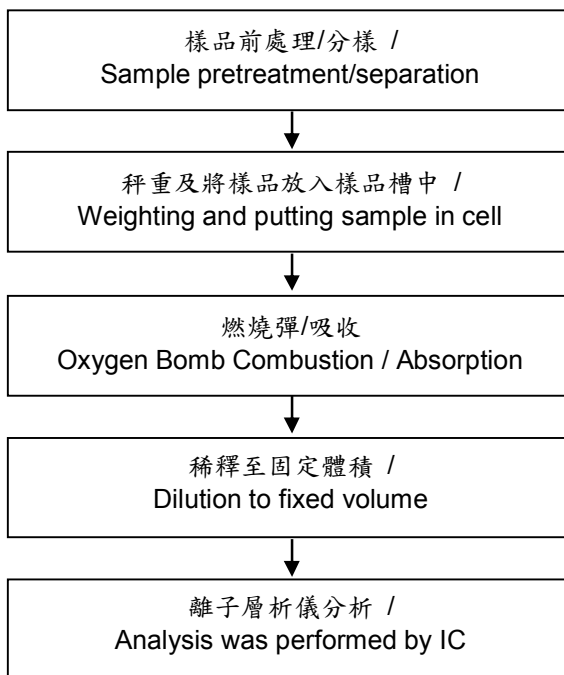 樣品前處理/分樣 /
Sample pretreatment/separation
秤重及將樣品放入樣品槽中 /
Weighting and putting sample in cell
燃燒彈/吸收
Oxygen Bomb Combustion / Absorption
稀釋至固定體積 /
Dilution to fixed volume
離子層析儀分析 /
Analysis was performed by IC